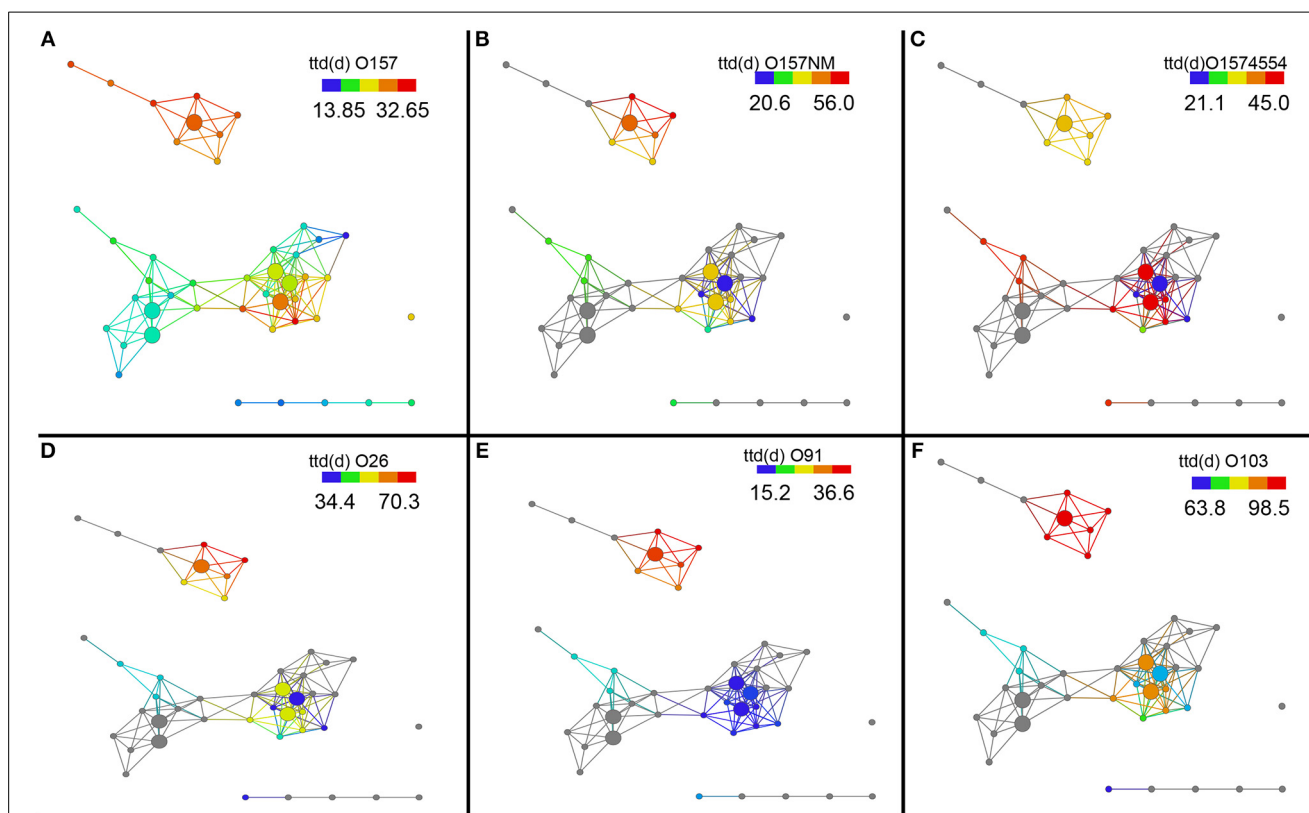 A
ttd(d) O157
13.85 32.65
B
ttd(d) O157NM
20.6 56.0
C
ttd(d)O1574554
21.1 45.0
D
ttd(d) O26
34.4 70.3
E
ttd(d) O91
15.2 36.6
F
ttd(d) O103
63.8 98.5